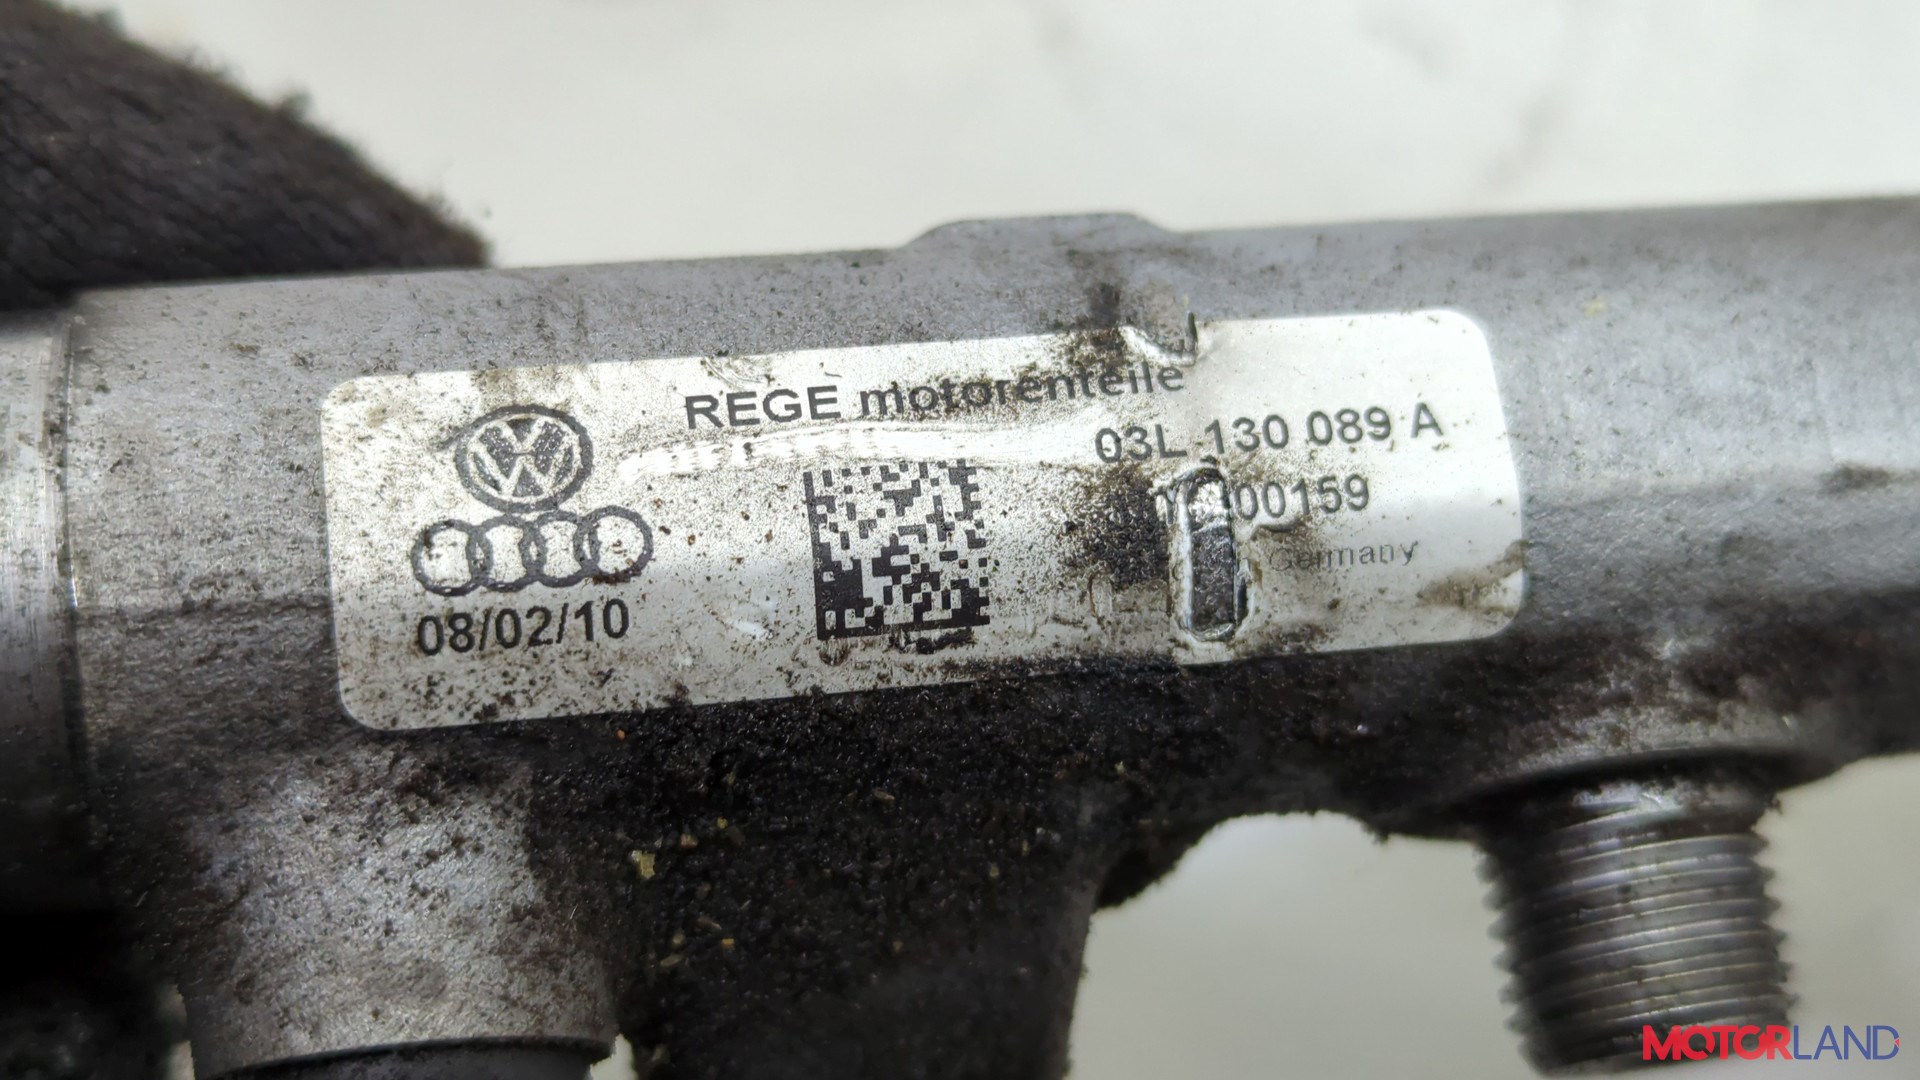 REGE motorenteile
03L 130 089 A
00159
Germany
08/02/10
MOTORLAND